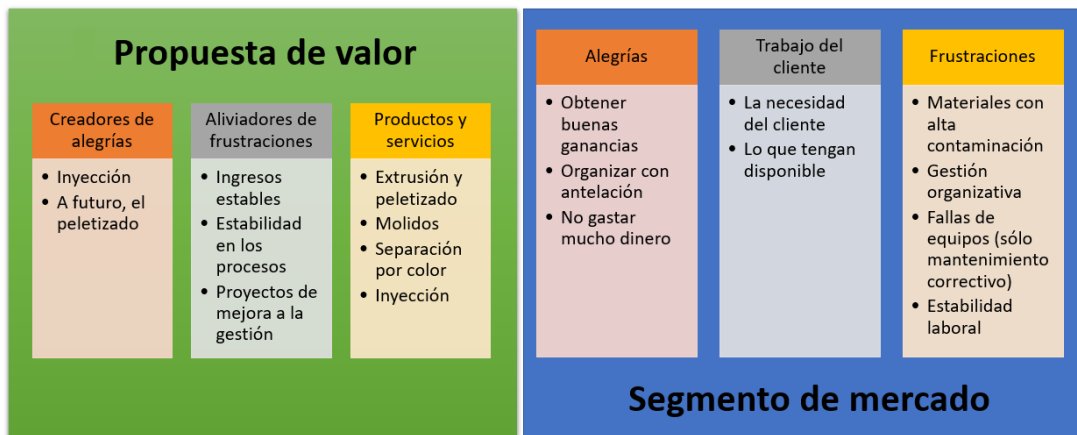 Propuesta de valor
Creadores de
alegrías
• Inyección
• A futuro, el
peletizado
Aliviadores de
frustraciones
• Ingresos
estables
• Estabilidad
en los
procesos
• Proyectos de
mejora a la
gestión
Productos y
servicios
• Extrusión y
peletizado
• Molidos
• Separación
por color
• Inyección
Alegrías
• Obtener
buenas
ganancias
• Organizar con
antelación
• No gastar
mucho dinero
Trabajo del
cliente
• La necesidad
del cliente
• Lo que tengan
disponible
Frustraciones
• Materiales con
alta
contaminación
• Gestión
organizativa
• Fallas de
equipos (sólo
mantenimiento
correctivo)
• Estabilidad
laboral
Segmento de mercado